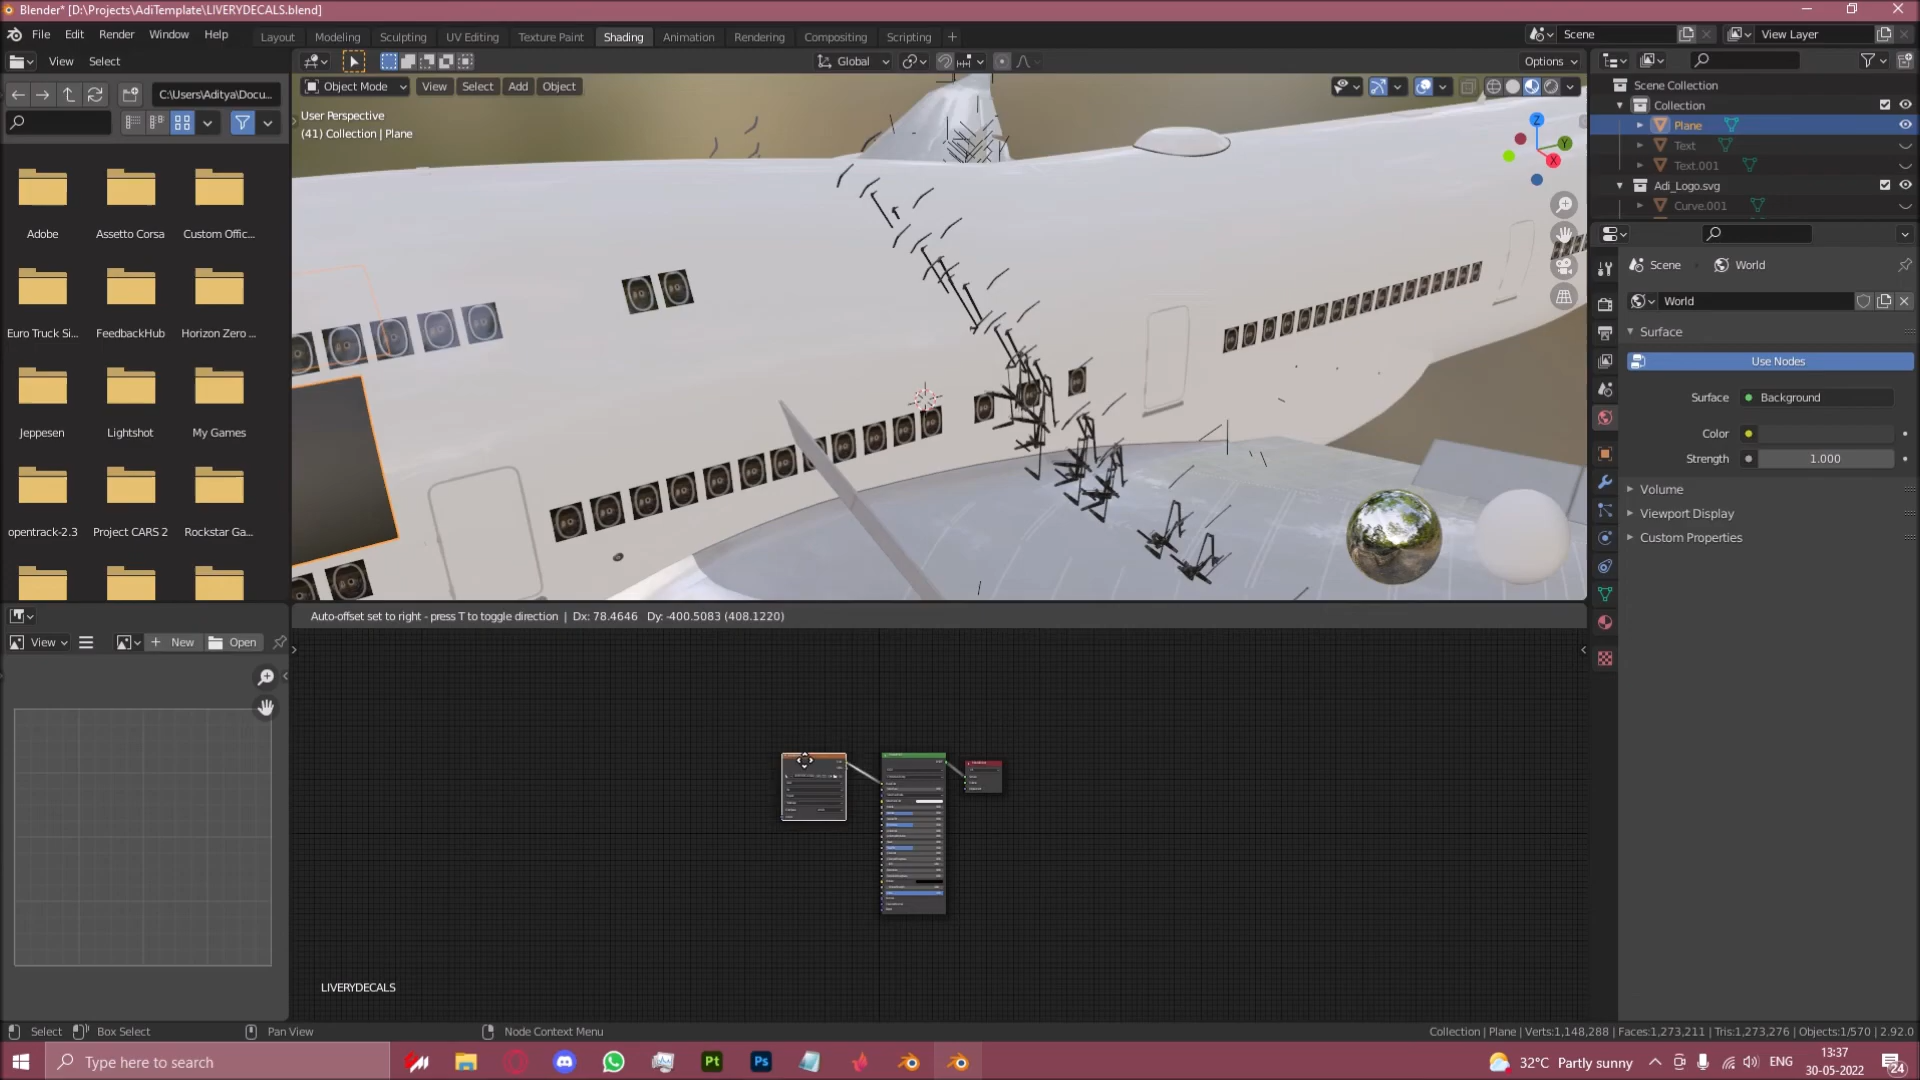 Blender* [D:\Projects\AdiTemplate\LIVERYDECALS.blend]
File Edit Render Window Help
Layout Modeling Sculpting UV Editing Texture Paint Shading Animation Rendering Compositing Scripting +
Scene
View Layer
View Select
Global
Options
C:\Users\Aditya\Docu...
Object Mode View Select Add Object
User Perspective
(41) Collection | Plane
Adobe
Assetto Corsa
Custom Offic...
Euro Truck Si...
FeedbackHub
Horizon Zero ...
Jeppesen
Lightshot
My Games
opentrack-2.3
Project CARS 2
Rockstar Ga...
Z
Y
X
Scene Collection
Collection
Plane
Text
Text.001
Adi_Logo.svg
Curve.001
Scene World
World
Surface
Use Nodes
Surface Background
Color
Strength 1.000
Volume
Viewport Display
Custom Properties
Auto-offset set to right - press T to toggle direction | Dx: 78.4646 Dy: -400.5083 (408.1220)
View
+ New
Open
LIVERYDECALS
Select Box Select Pan View Node Context Menu
Collection | Plane | Verts:1,148,288 | Faces:1,273,211 | Tris:1,273,276 | Objects:1/570 | 2.92.0
Type here to search
Pt
Ps
32°C Partly sunny
ENG
13:37
30-05-2022
24